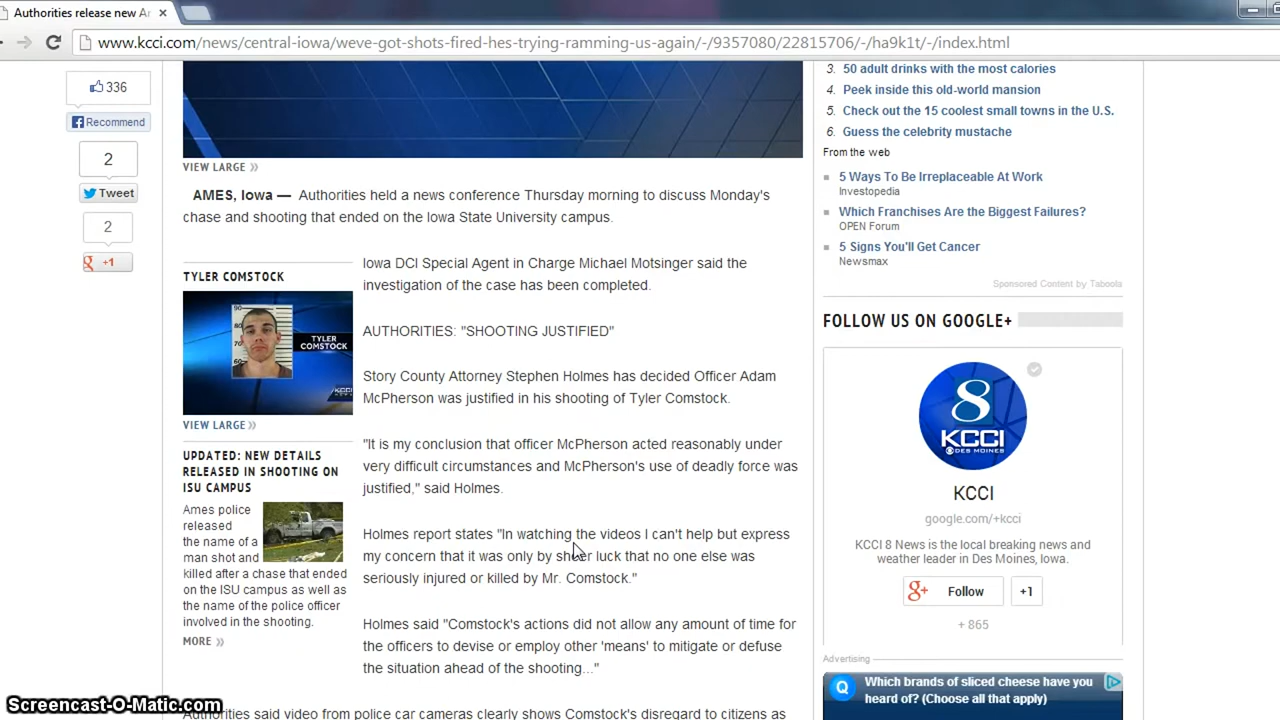 Authorities release new Ar
www.kcci.com/news/central-iowa/weve-got-shots-fired-hes-trying-ramming-us-again/-/9357080/22815706/-/ha9k1t/-/index.html
336
Recommend
2
Tweet
2
+1
VIEW LARGE »
AMES, Iowa — Authorities held a news conference Thursday morning to discuss Monday's
chase and shooting that ended on the Iowa State University campus.
TYLER COMSTOCK
TYLER
COMSTOCK
KCCI
VIEW LARGE »
UPDATED: NEW DETAILS
RELEASED IN SHOOTING ON
ISU CAMPUS
Ames police
released
the name of a
man shot and
killed after a chase that ended
on the ISU campus as well as
the name of the police officer
involved in the shooting.
MORE »
Iowa DCI Special Agent in Charge Michael Motsinger said the
investigation of the case has been completed.
AUTHORITIES: "SHOOTING JUSTIFIED"
Story County Attorney Stephen Holmes has decided Officer Adam
McPherson was justified in his shooting of Tyler Comstock.
"It is my conclusion that officer McPherson acted reasonably under
very difficult circumstances and McPherson's use of deadly force was
justified," said Holmes.
Holmes report states "In watching the videos I can't help but express
my concern that it was only by sheer luck that no one else was
seriously injured or killed by Mr. Comstock."
Holmes said "Comstock's actions did not allow any amount of time for
the officers to devise or employ other 'means' to mitigate or defuse
the situation ahead of the shooting..."
Authorities said video from police car cameras clearly shows Comstock's disregard to citizens as
3. 50 adult drinks with the most calories
4. Peek inside this old-world mansion
5. Check out the 15 coolest small towns in the U.S.
6. Guess the celebrity mustache
From the web
5 Ways To Be Irreplaceable At Work
Investopedia
Which Franchises Are the Biggest Failures?
OPEN Forum
5 Signs You'll Get Cancer
Newsmax
Sponsored Content by Taboola
FOLLOW US ON GOOGLE+
8
KCCI
DES MOINES
KCCI
google.com/+kcci
KCCI 8 News is the local breaking news and
weather leader in Des Moines, Iowa.
Follow
+1
+ 865
Advertising
Q
Which brands of sliced cheese have you
heard of? (Choose all that apply)
Screencast-O-Matic.com